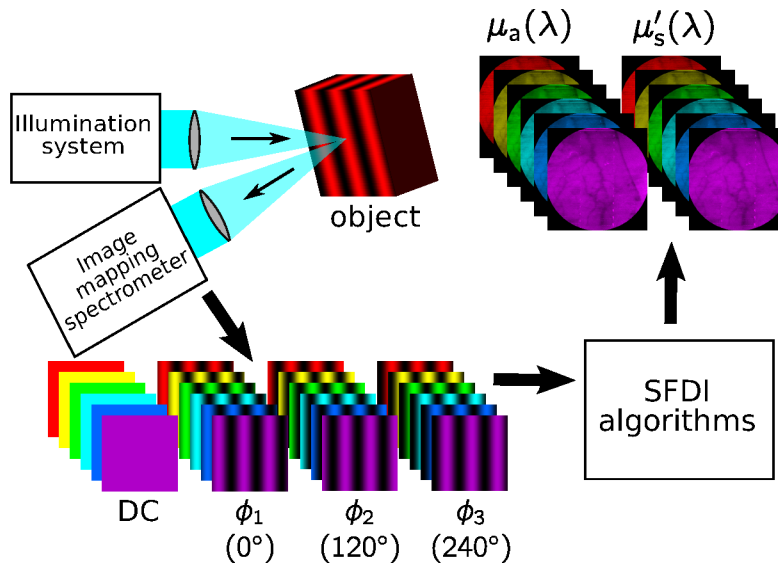 μa(λ) μ′s(λ)
Illumination
system
object
Image
mapping
spectrometer
SFDI
algorithms
DC ϕ1 ϕ2 ϕ3
(0°) (120°) (240°)